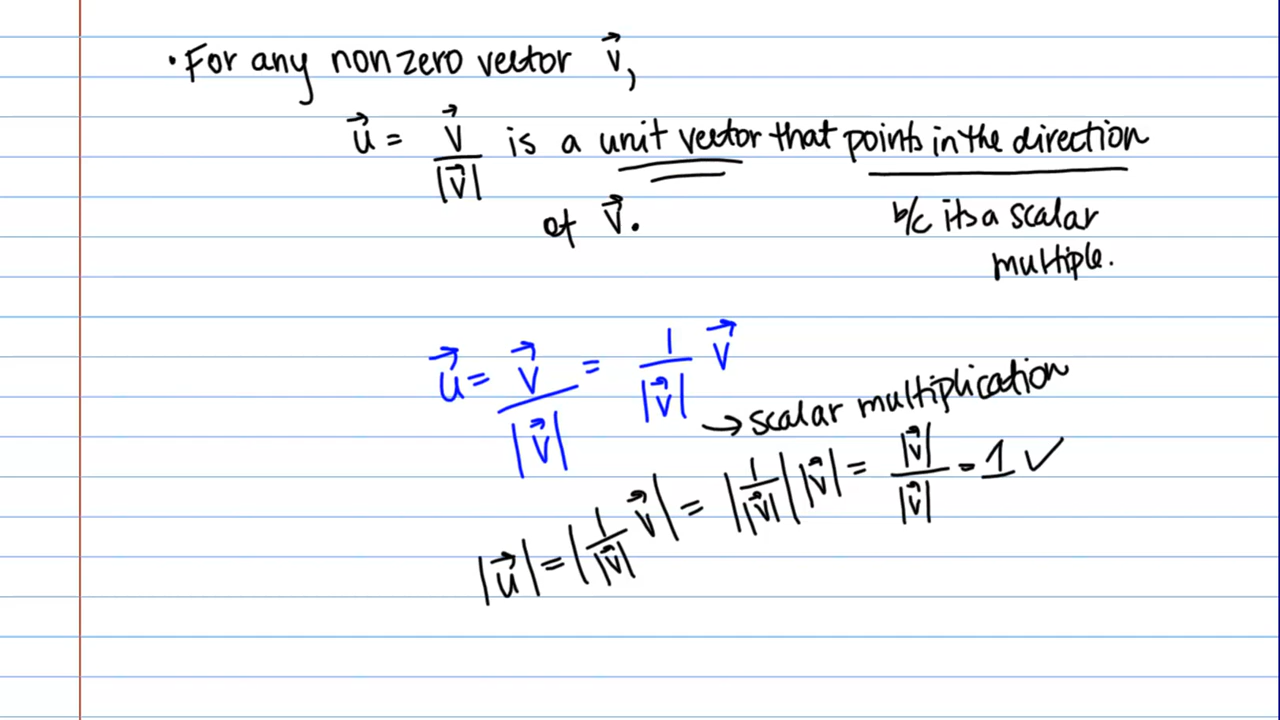 • For any nonzero vector v⃗,
u⃗ = v⃗/|v⃗| is a unit vector that points in the direction
of v⃗.
b/c its a scalar
multiple.
u⃗ = v⃗/|v⃗| = 1/|v⃗| v⃗
→ scalar multiplication
|u⃗| = |1/|v⃗| v⃗| = |1/|v⃗|| |v⃗| = |v⃗|/|v⃗| = 1 ✓